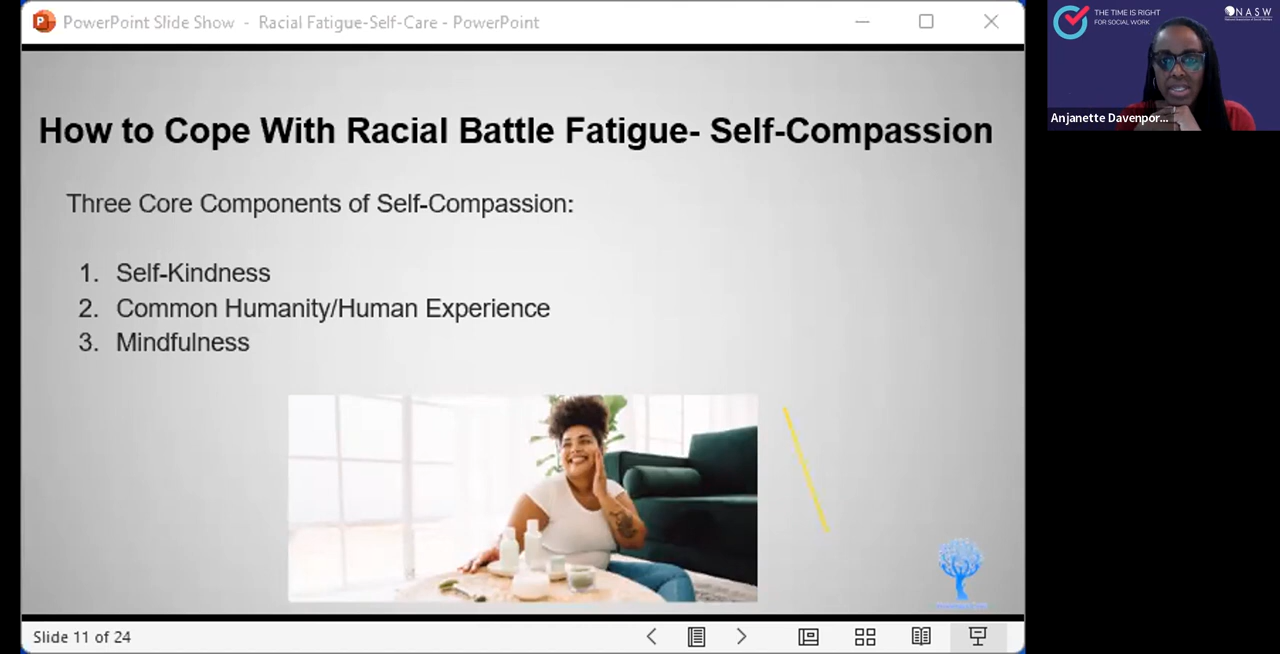 PowerPoint Slide Show - Racial Fatigue-Self-Care - PowerPoint
How to Cope With Racial Battle Fatigue- Self-Compassion
Three Core Components of Self-Compassion:
1. Self-Kindness
2. Common Humanity/Human Experience
3. Mindfulness
Slide 11 of 24
THE TIME IS RIGHT
FOR SOCIAL WORK
NASW
Anjanette Davenpor...